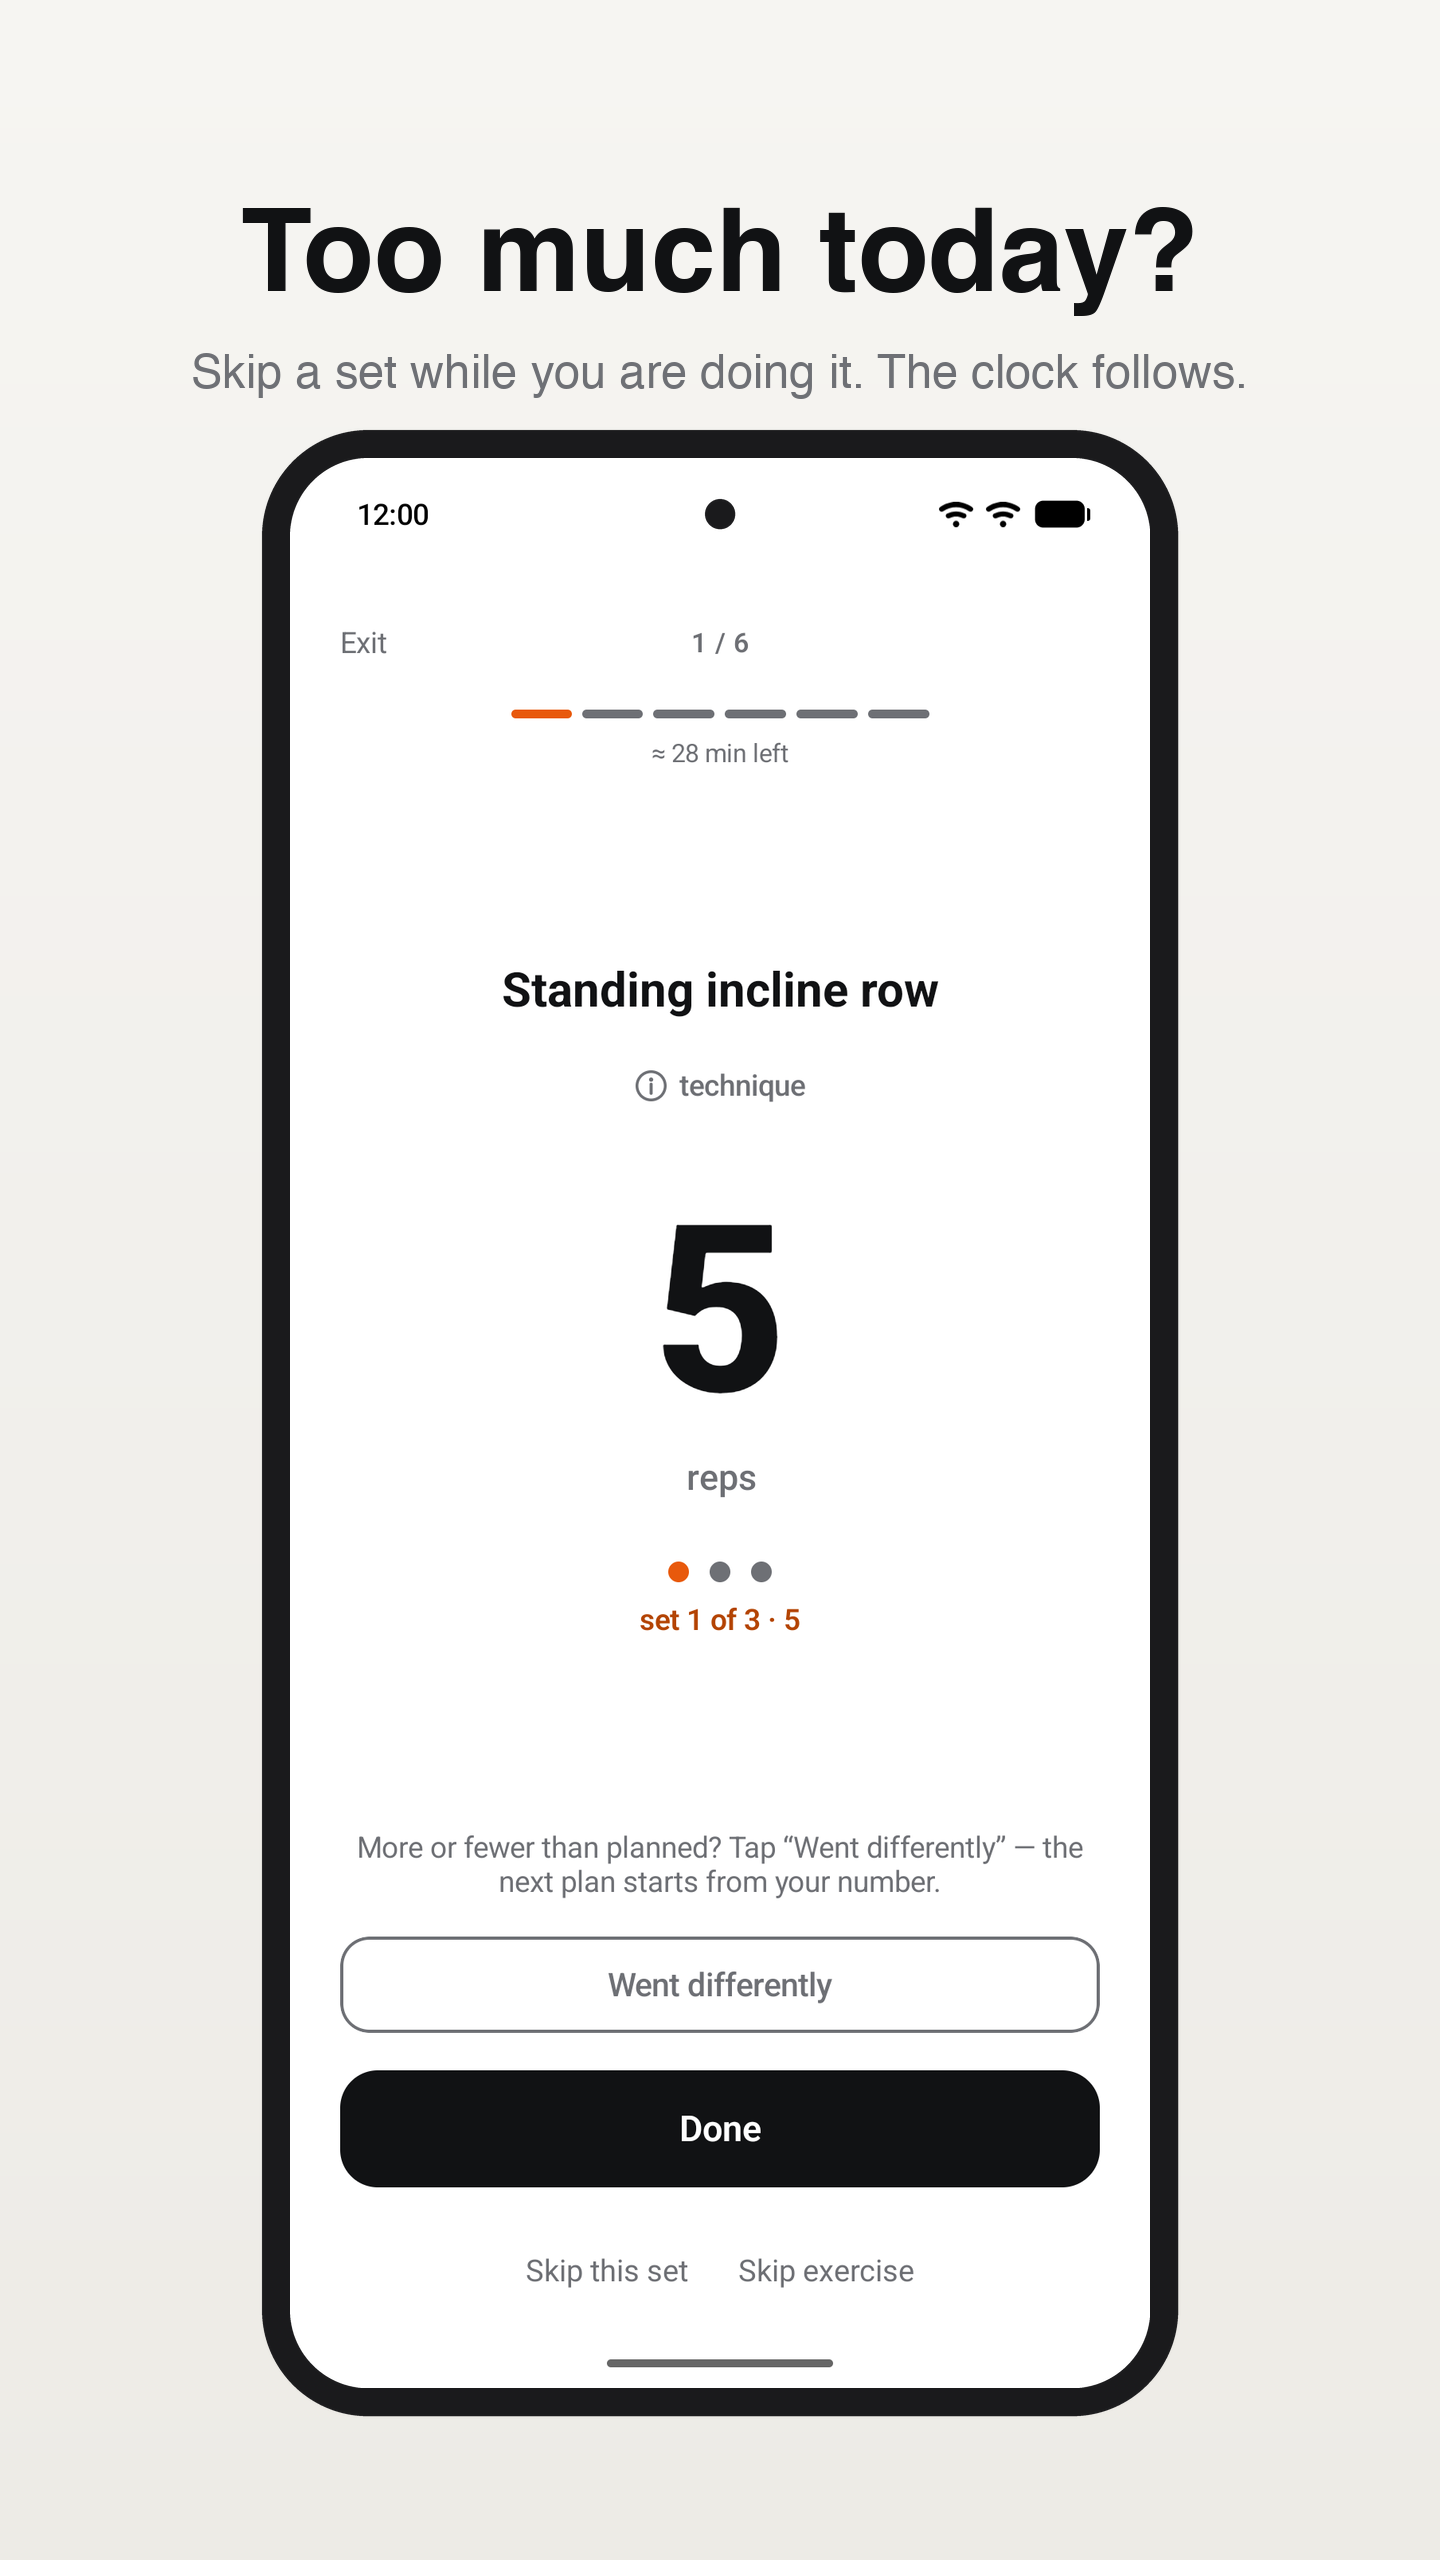 Too much today?
Skip a set while you are doing it. The clock follows.
12:00
Exit
1 / 6
≈ 28 min left
Standing incline row
technique
5
reps
set 1 of 3 · 5
More or fewer than planned? Tap “Went differently” — the
next plan starts from your number.
Went differently
Done
Skip this set
Skip exercise